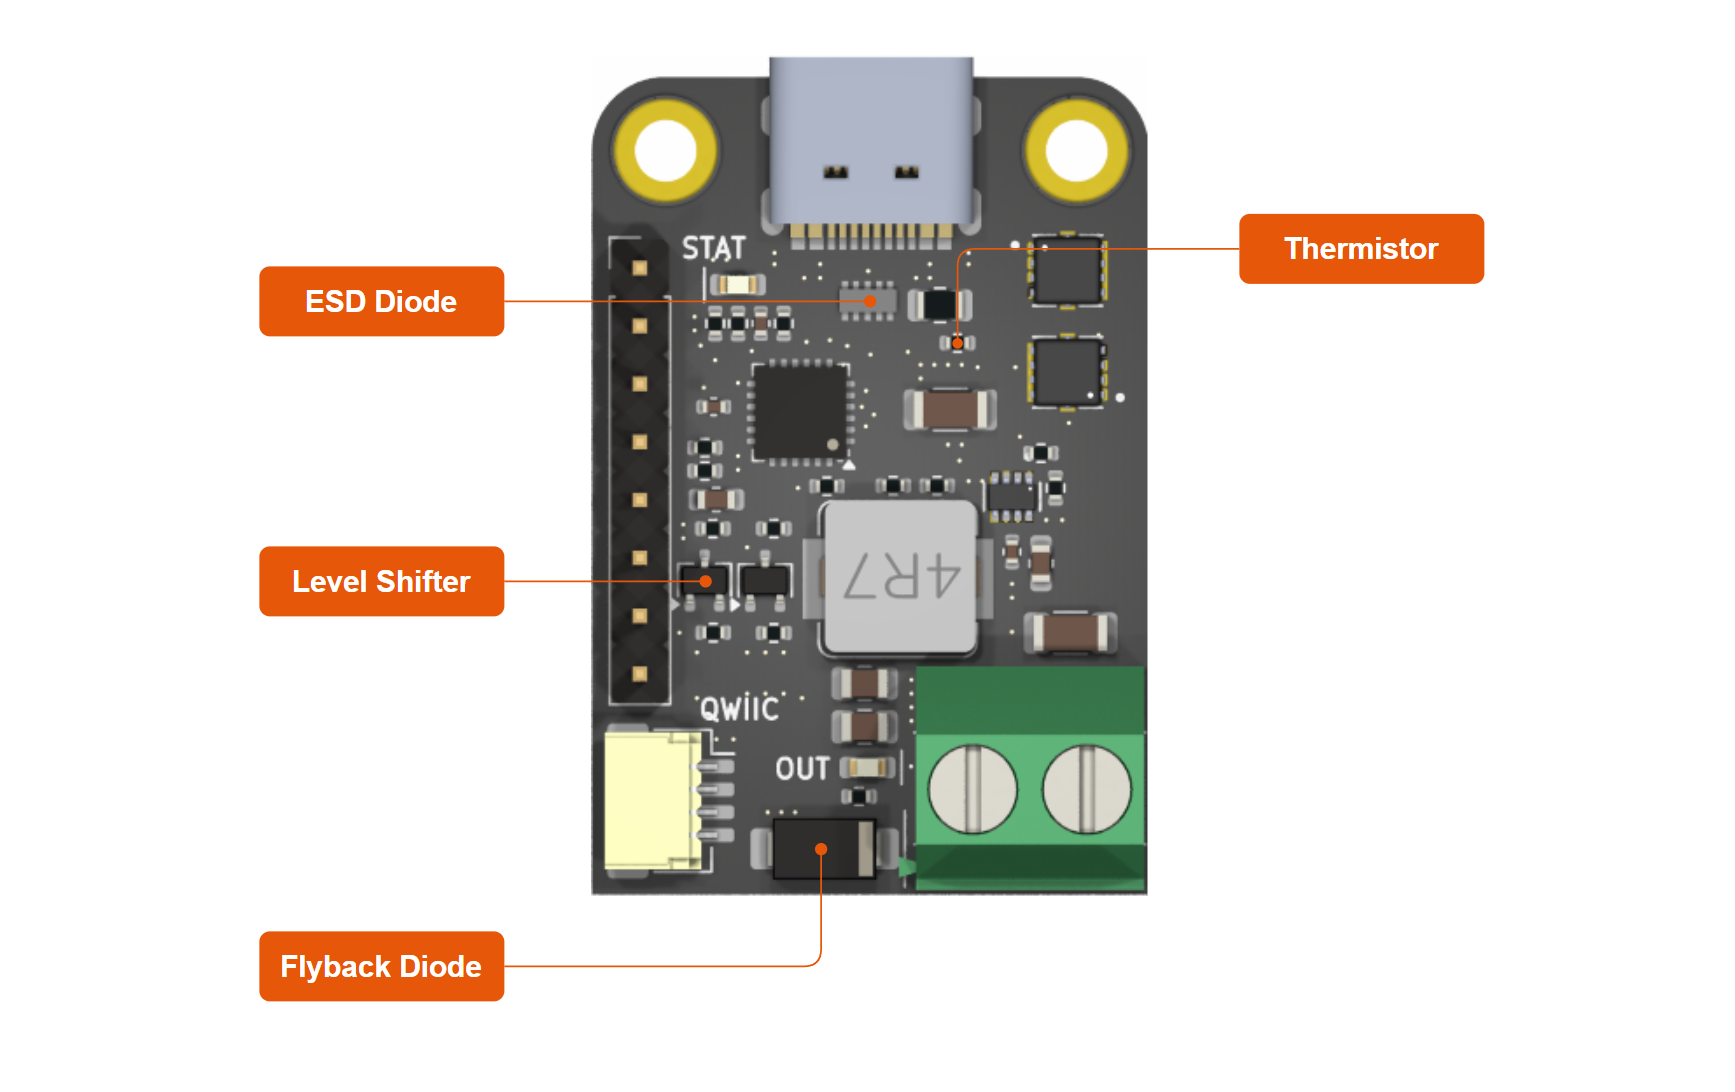 STAT
Thermistor
ESD Diode
Level Shifter
4R7
QWIIC
OUT
Flyback Diode